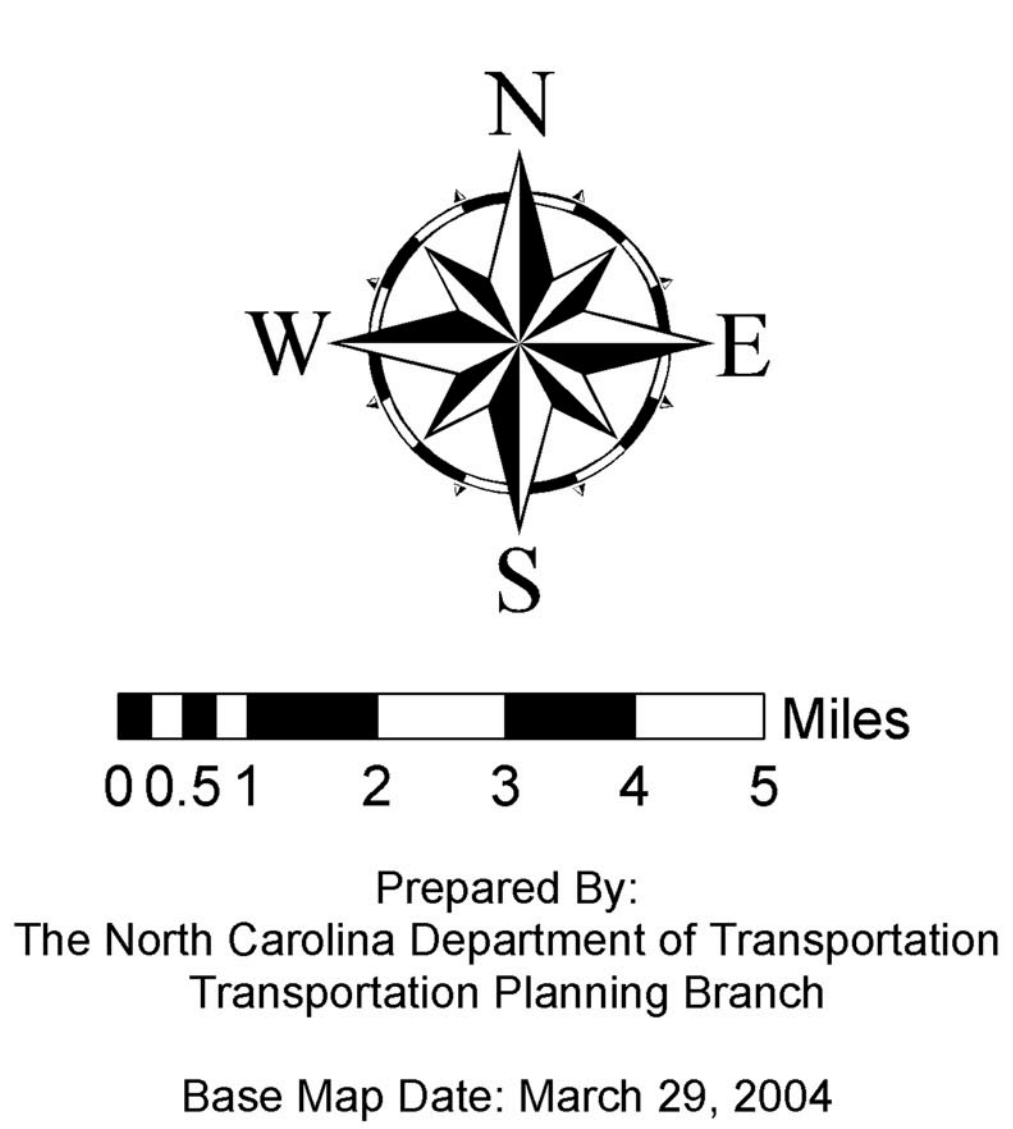 N
W E
S
Miles
0 0.5 1 2 3 4 5
Prepared By:
The North Carolina Department of Transportation
Transportation Planning Branch
Base Map Date: March 29, 2004